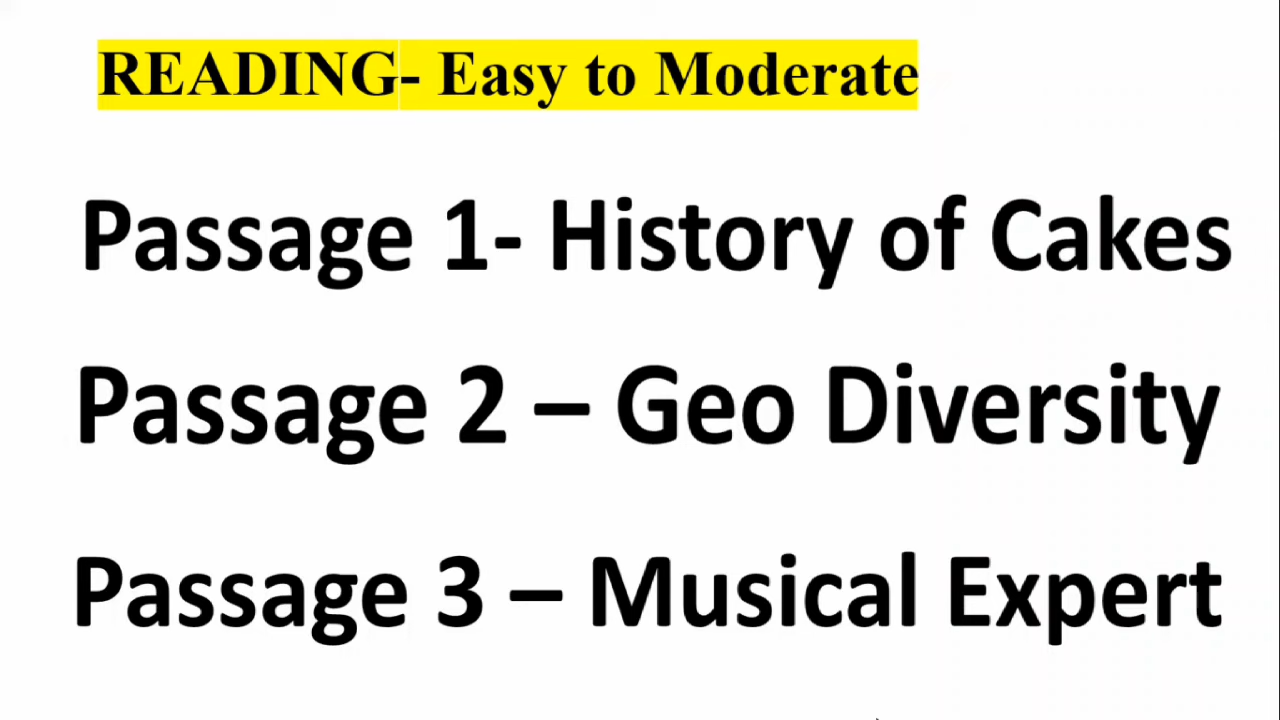 READING- Easy to Moderate
Passage 1- History of Cakes
Passage 2 – Geo Diversity
Passage 3 – Musical Expert